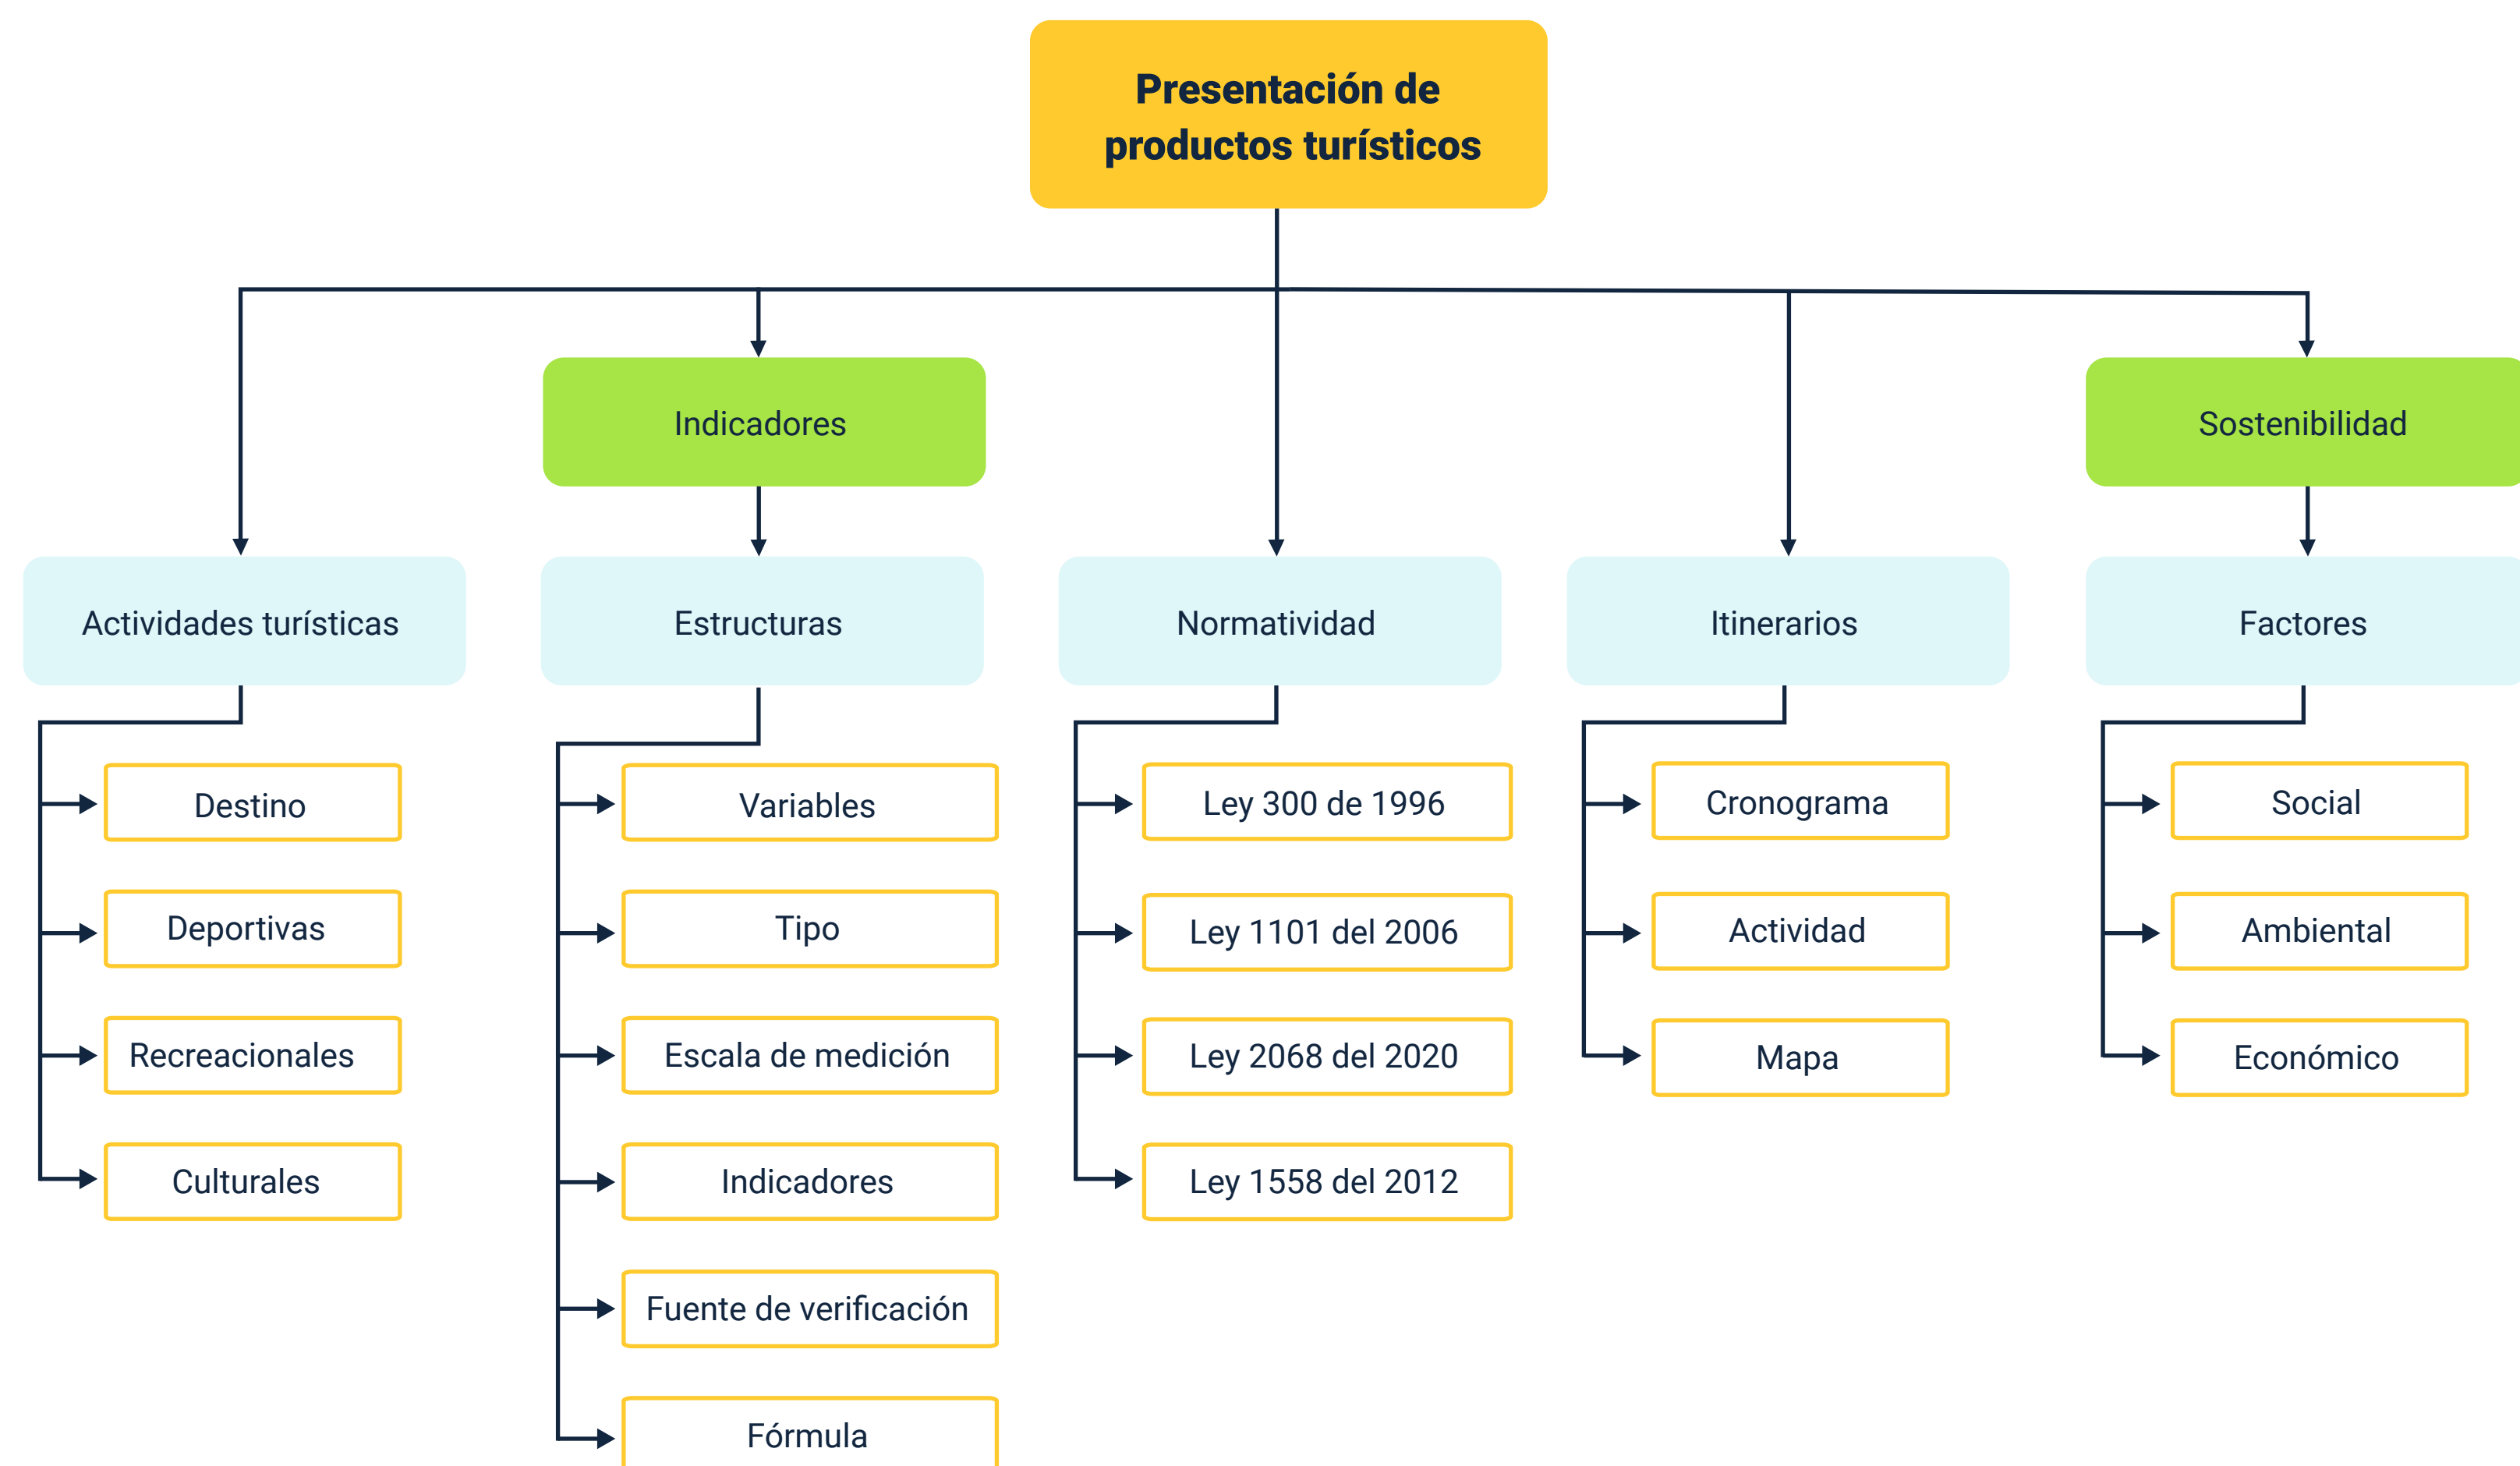 Presentación de
productos turísticos
Indicadores
Sostenibilidad
Actividades turísticas
Estructuras
Normatividad
Itinerarios
Factores
Destino
Deportivas
Recreacionales
Culturales
Variables
Tipo
Escala de medición
Indicadores
Fuente de verificación
Fórmula
Ley 300 de 1996
Ley 1101 del 2006
Ley 2068 del 2020
Ley 1558 del 2012
Cronograma
Actividad
Mapa
Social
Ambiental
Económico